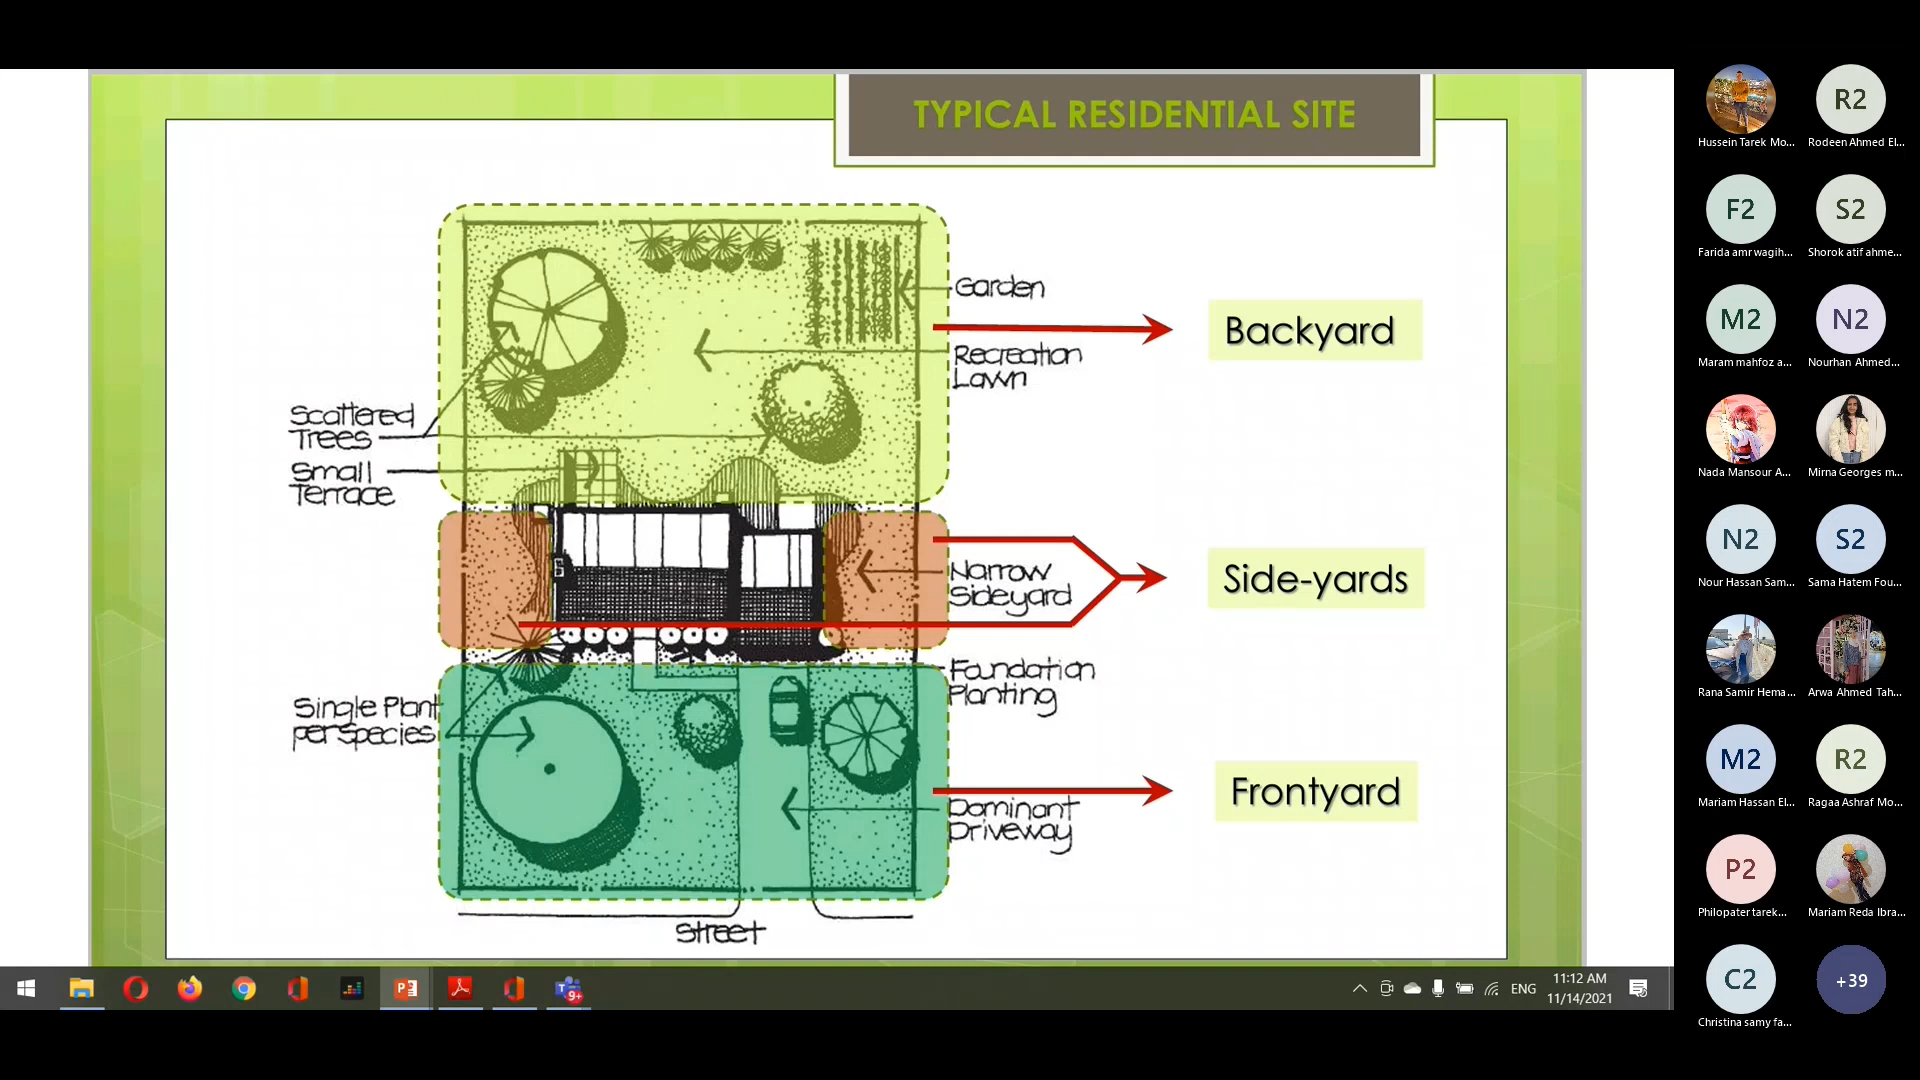 TYPICAL RESIDENTIAL SITE
Garden
Recreation
Lawn
Backyard
Scattered
Trees
Small
Terrace
Narrow
Sideyard
Side-yards
Foundation
Planting
Single Plant
per Species
Dominant
Driveway
Frontyard
Street
Hussein Tarek Mo...
R2
Rodeen Ahmed El...
F2
Farida amr wagih...
S2
Shorok atif ahme...
M2
Maram mahfoz a...
N2
Nourhan Ahmed...
Nada Mansour A...
Mirna Georges m...
N2
Nour Hassan Sam...
S2
Sama Hatem Fou...
Rana Samir Hema...
Arwa Ahmed Tah...
M2
Mariam Hassan El...
R2
Ragaa Ashraf Mo...
P2
Philopater tarek...
Mariam Reda Ibra...
C2
Christina samy fa...
+39
9+
ENG
11:12 AM
11/14/2021